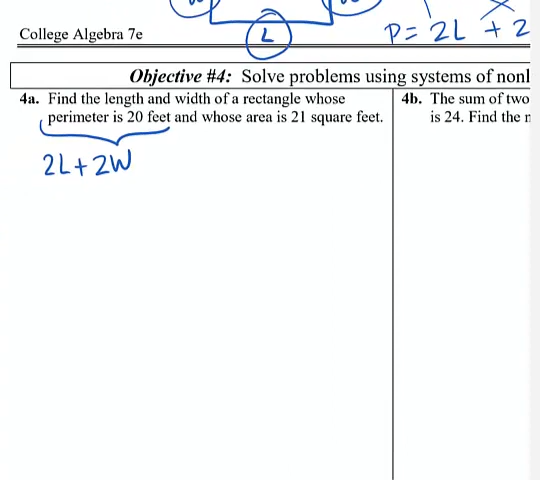 College Algebra 7e
L
P= 2L + 2
Objective #4: Solve problems using systems of nonl
4a. Find the length and width of a rectangle whose
perimeter is 20 feet and whose area is 21 square feet.
2L+2W
4b. The sum of two
is 24. Find the